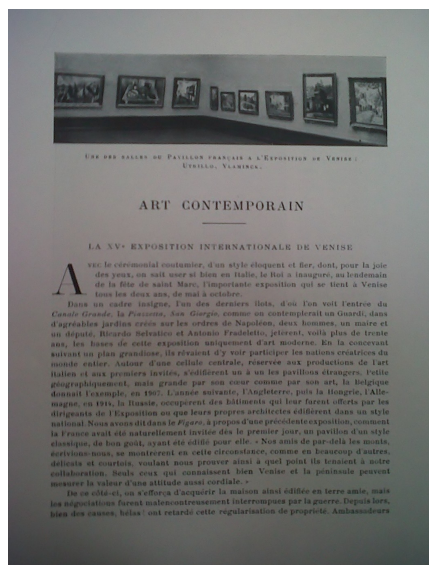 Une des salles du Pavillon français a l'Exposition de Venise :
Utrillo, Vlaminck.
ART CONTEMPORAIN
LA XVe EXPOSITION INTERNATIONALE DE VENISE
Avec le cérémonial coutumier, d'un style éloquent et fier, dont, pour la joie
des yeux, on sait user si bien en Italie, le Roi a inauguré, au lendemain
de la fête de saint Marc, l'importante exposition qui se tient à Venise
tous les deux ans, de mai à octobre.
Dans un cadre insigne, l'un des derniers îlots, d'où l'on voit l'entrée du
Canale Grande, la Piazzetta, San Giorgio, comme on contemplerait un Guardi, dans
d'agréables jardins créés sur les ordres de Napoléon, deux hommes, un maire et
un député, Ricardo Selvatico et Antonio Fradeletto, jetèrent, voilà plus de trente
ans, les bases de cette exposition uniquement d'art moderne. En la concevant
suivant un plan grandiose, ils rêvaient d'y voir participer les nations créatrices du
monde entier. Autour d'une cellule centrale, réservée aux productions de l'art
italien et aux premiers invités, s'édifièrent un à un les pavillons étrangers. Petite
géographiquement, mais grande par son cœur comme par son art, la Belgique
donnait l'exemple, en 1907. L'année suivante, l'Angleterre, puis la Hongrie, l'Alle-
magne, en 1914, la Russie, occupèrent des bâtiments qui leur furent offerts par les
dirigeants de l'Exposition ou que leurs propres architectes édifièrent dans un style
national. Nous avons dit dans le Figaro, à propos d'une précédente exposition, comment
la France avait été naturellement invitée dès le premier jour, un pavillon d'un style
classique, de bon goût, ayant été édifié pour elle. « Nos amis de par-delà les monts,
écrivions-nous, se montrèrent en cette circonstance, comme en beaucoup d'autres,
délicats et courtois, voulant nous prouver ainsi à quel point ils tenaient à notre
collaboration. Seuls ceux qui connaissent bien Venise et la péninsule peuvent
mesurer la valeur d'une attitude aussi cordiale. »
De ce côté-ci, on s'efforça d'acquérir la maison ainsi édifiée en terre amie, mais
les négociations furent malencontreusement interrompues par la guerre. Depuis lors,
bien des causes, hélas ! ont retardé cette régularisation de propriété. Ambassadeurs